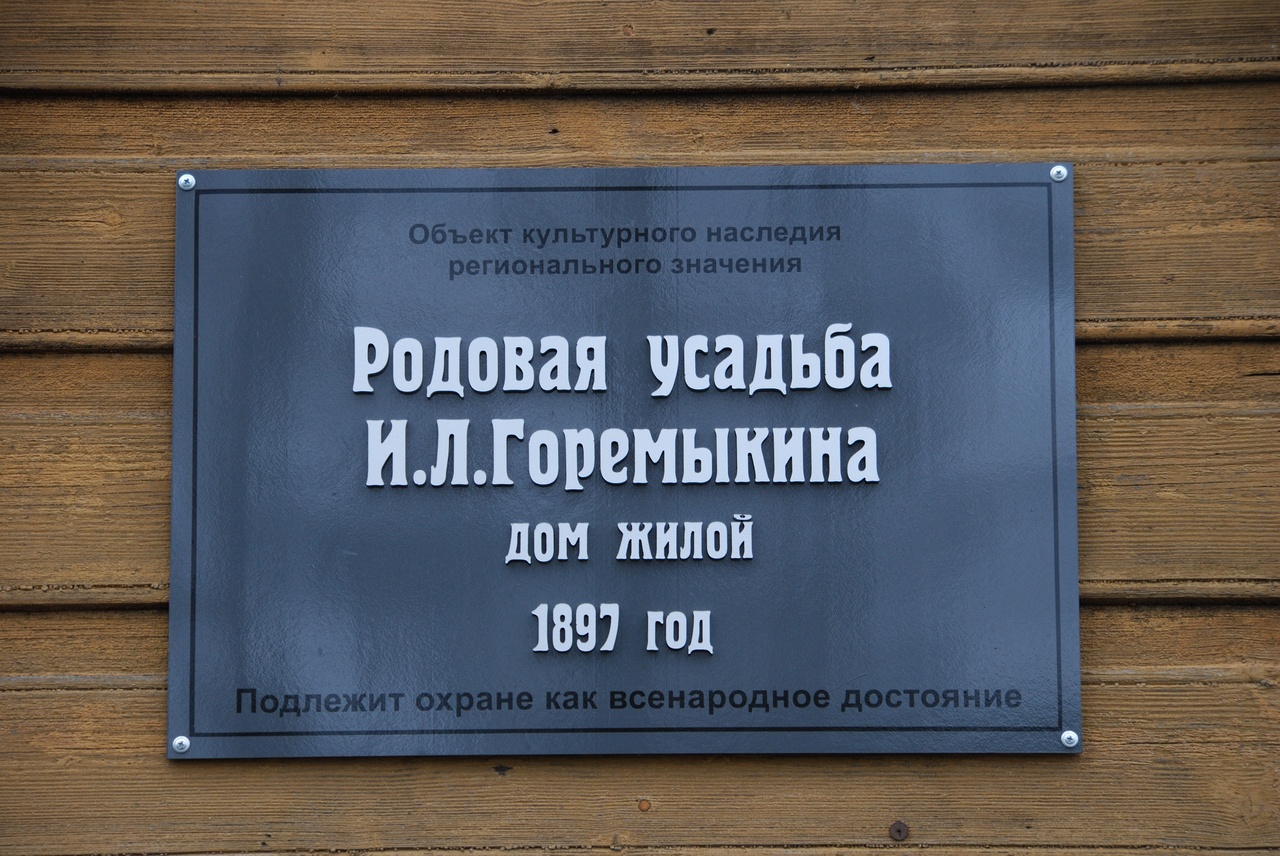 Объект культурного наследия
регионального значения
Родовая усадьба
И.Л.Горемыкина
дом жилой
1897 год
Подлежит охране как всенародное достояние